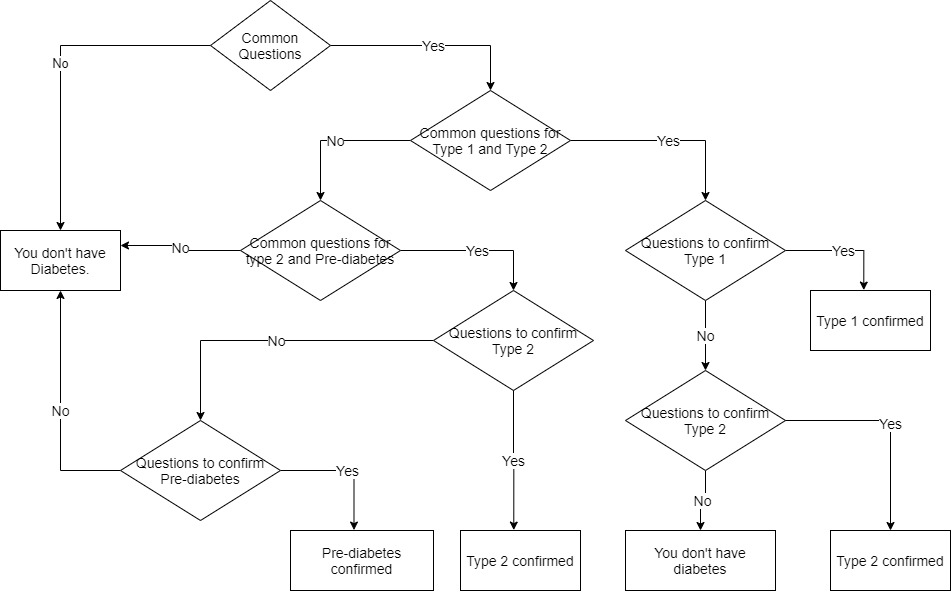 Common
Questions
Yes
No
Common questions for
Type 1 and Type 2
No
Yes
You don't have
Diabetes.
No
Common questions for
type 2 and Pre-diabetes
Yes
Questions to confirm
Type 1
Yes
Type 1 confirmed
No
Questions to confirm
Type 2
No
Questions to confirm
Type 2
Yes
No
Questions to confirm
Pre-diabetes
Yes
Yes
No
Pre-diabetes
confirmed
Type 2 confirmed
You don't have
diabetes
Type 2 confirmed